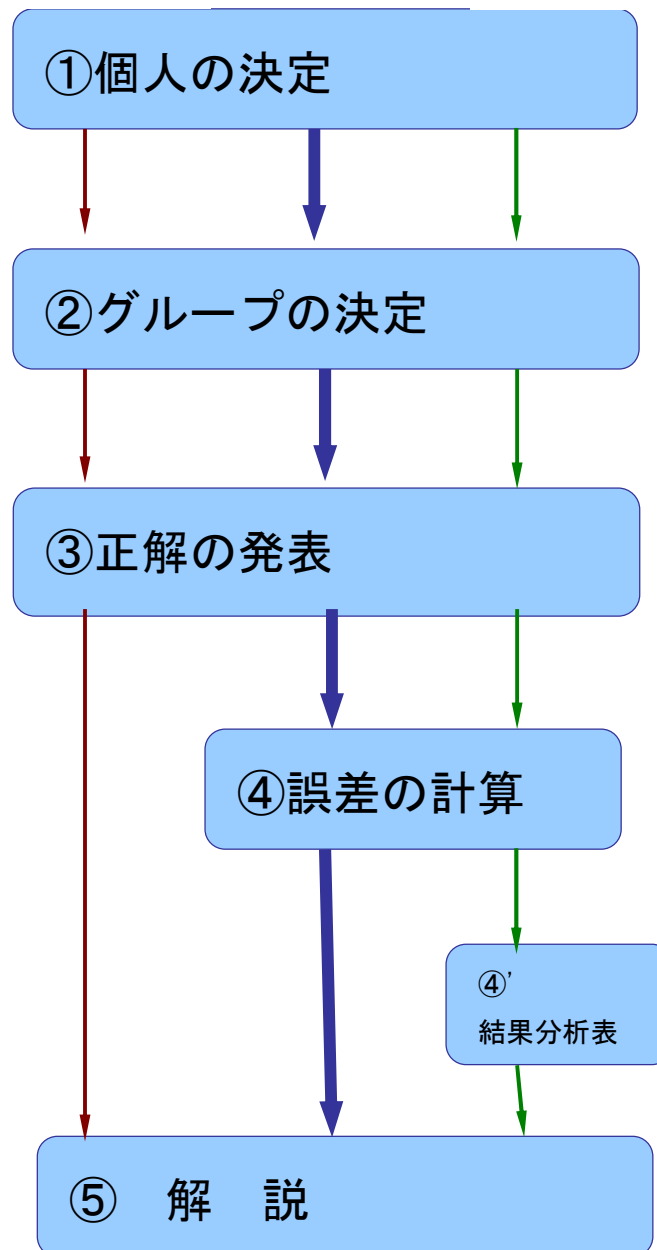 ①個人の決定
②グループの決定
③正解の発表
④誤差の計算
④'
結果分析表
⑤　解　説